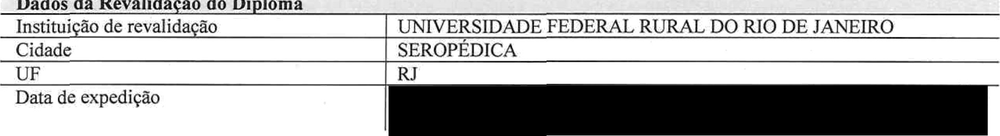 Dados da Revalidação do Diploma
Instituição de revalidação UNIVERSIDADE FEDERAL RURAL DO RIO DE JANEIRO
Cidade SEROPÉDICA
UF RJ
Data de expedição